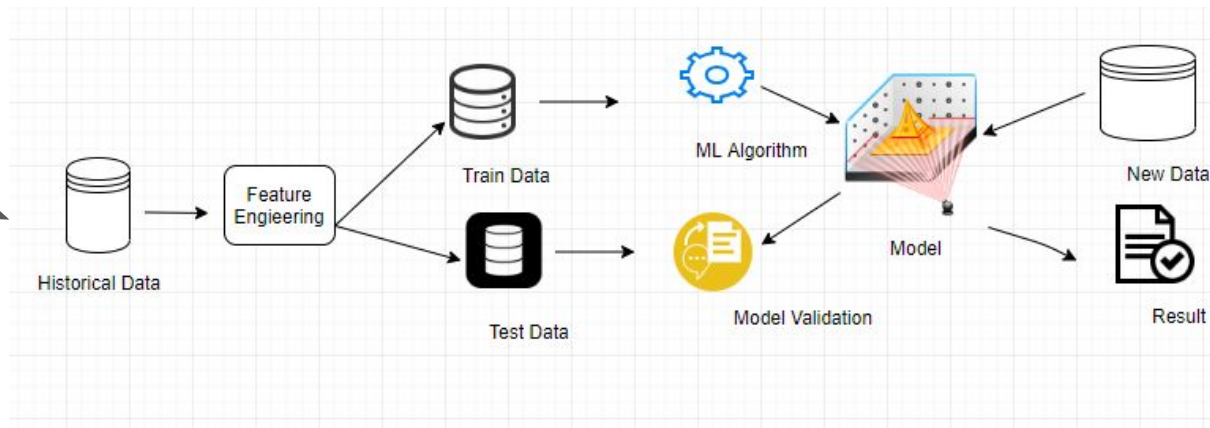 Historical Data
Feature
Engieering
Train Data
Test Data
ML Algorithm
Model Validation
Model
New Data
Result